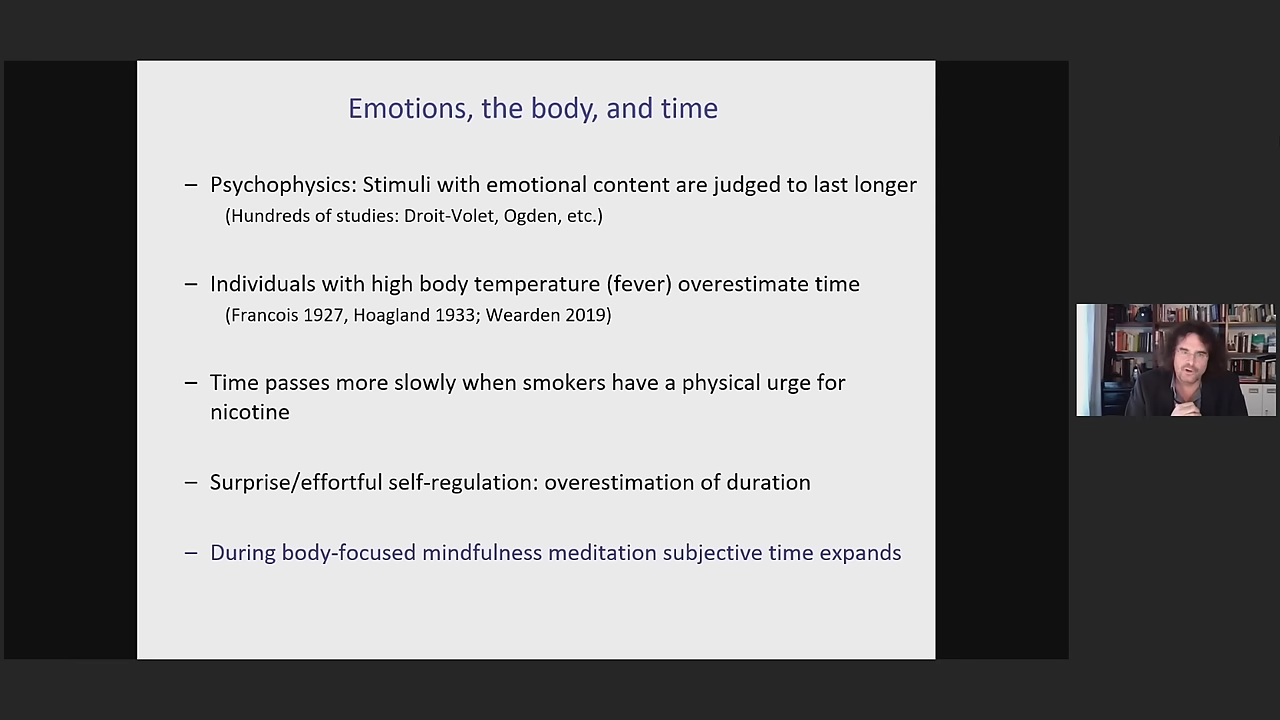 Emotions, the body, and time
– Psychophysics: Stimuli with emotional content are judged to last longer
(Hundreds of studies: Droit-Volet, Ogden, etc.)
– Individuals with high body temperature (fever) overestimate time
(Francois 1927, Hoagland 1933; Wearden 2019)
– Time passes more slowly when smokers have a physical urge for
nicotine
– Surprise/effortful self-regulation: overestimation of duration
– During body-focused mindfulness meditation subjective time expands